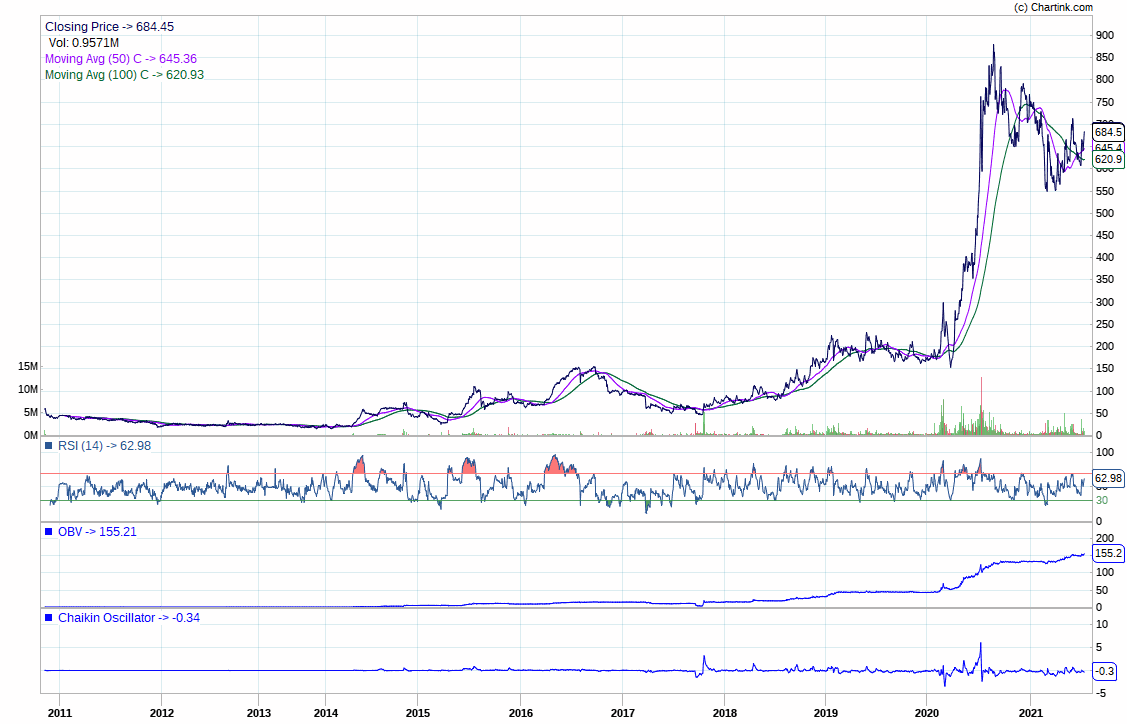 (c) Chartink.com
Closing Price -> 684.45
Vol: 0.9571M
Moving Avg (50) C -> 645.36
Moving Avg (100) C -> 620.93
900
850
800
750
700
684.5
645.4
620.9
550
500
450
400
350
300
250
200
150
100
50
0
15M
10M
5M
0M
RSI (14) -> 62.98
100
62.98
30
0
OBV -> 155.21
200
155.2
100
50
0
Chaikin Oscillator -> -0.34
10
5
-0.3
-5
2011 2012 2013 2014 2015 2016 2017 2018 2019 2020 2021